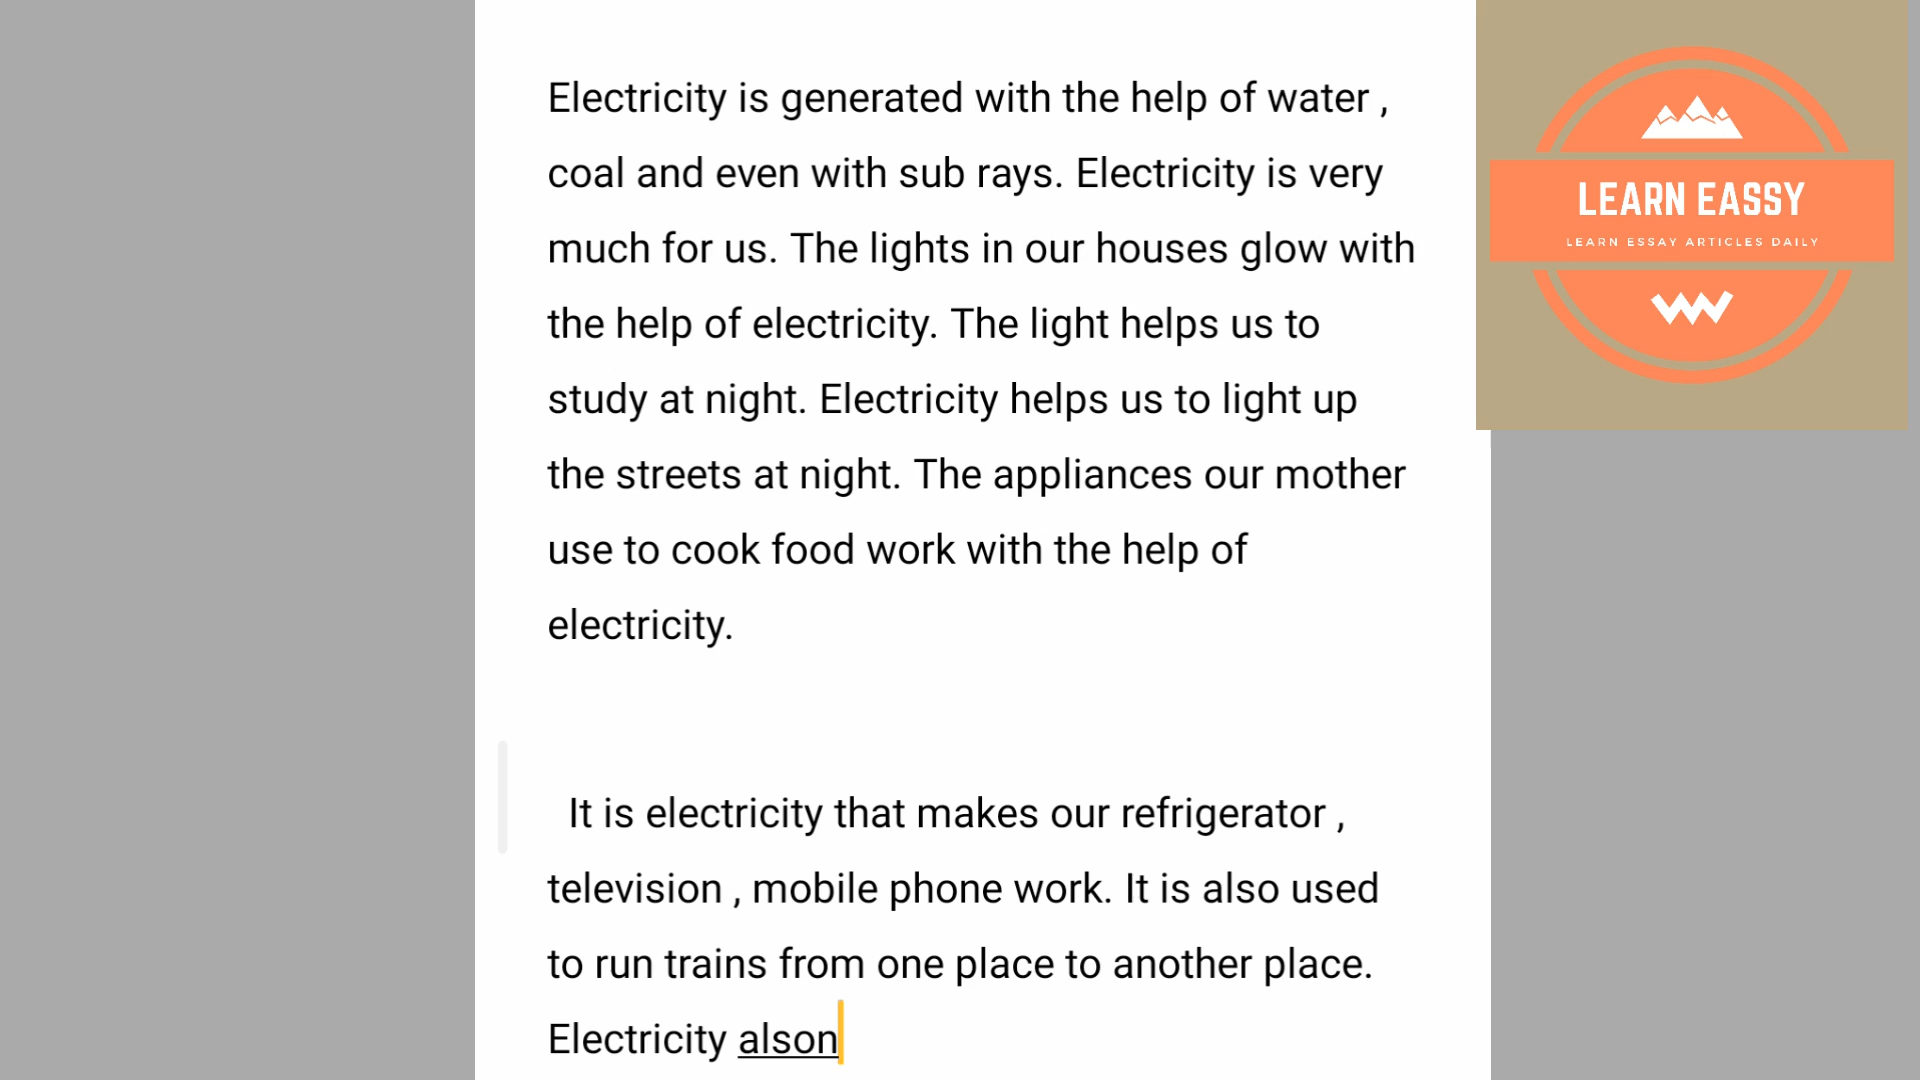 Electricity is generated with the help of water ,
coal and even with sub rays. Electricity is very
much for us. The lights in our houses glow with
the help of electricity. The light helps us to
study at night. Electricity helps us to light up
the streets at night. The appliances our mother
use to cook food work with the help of
electricity.
It is electricity that makes our refrigerator ,
television , mobile phone work. It is also used
to run trains from one place to another place.
Electricity alson
LEARN EASSY
LEARN ESSAY ARTICLES DAILY